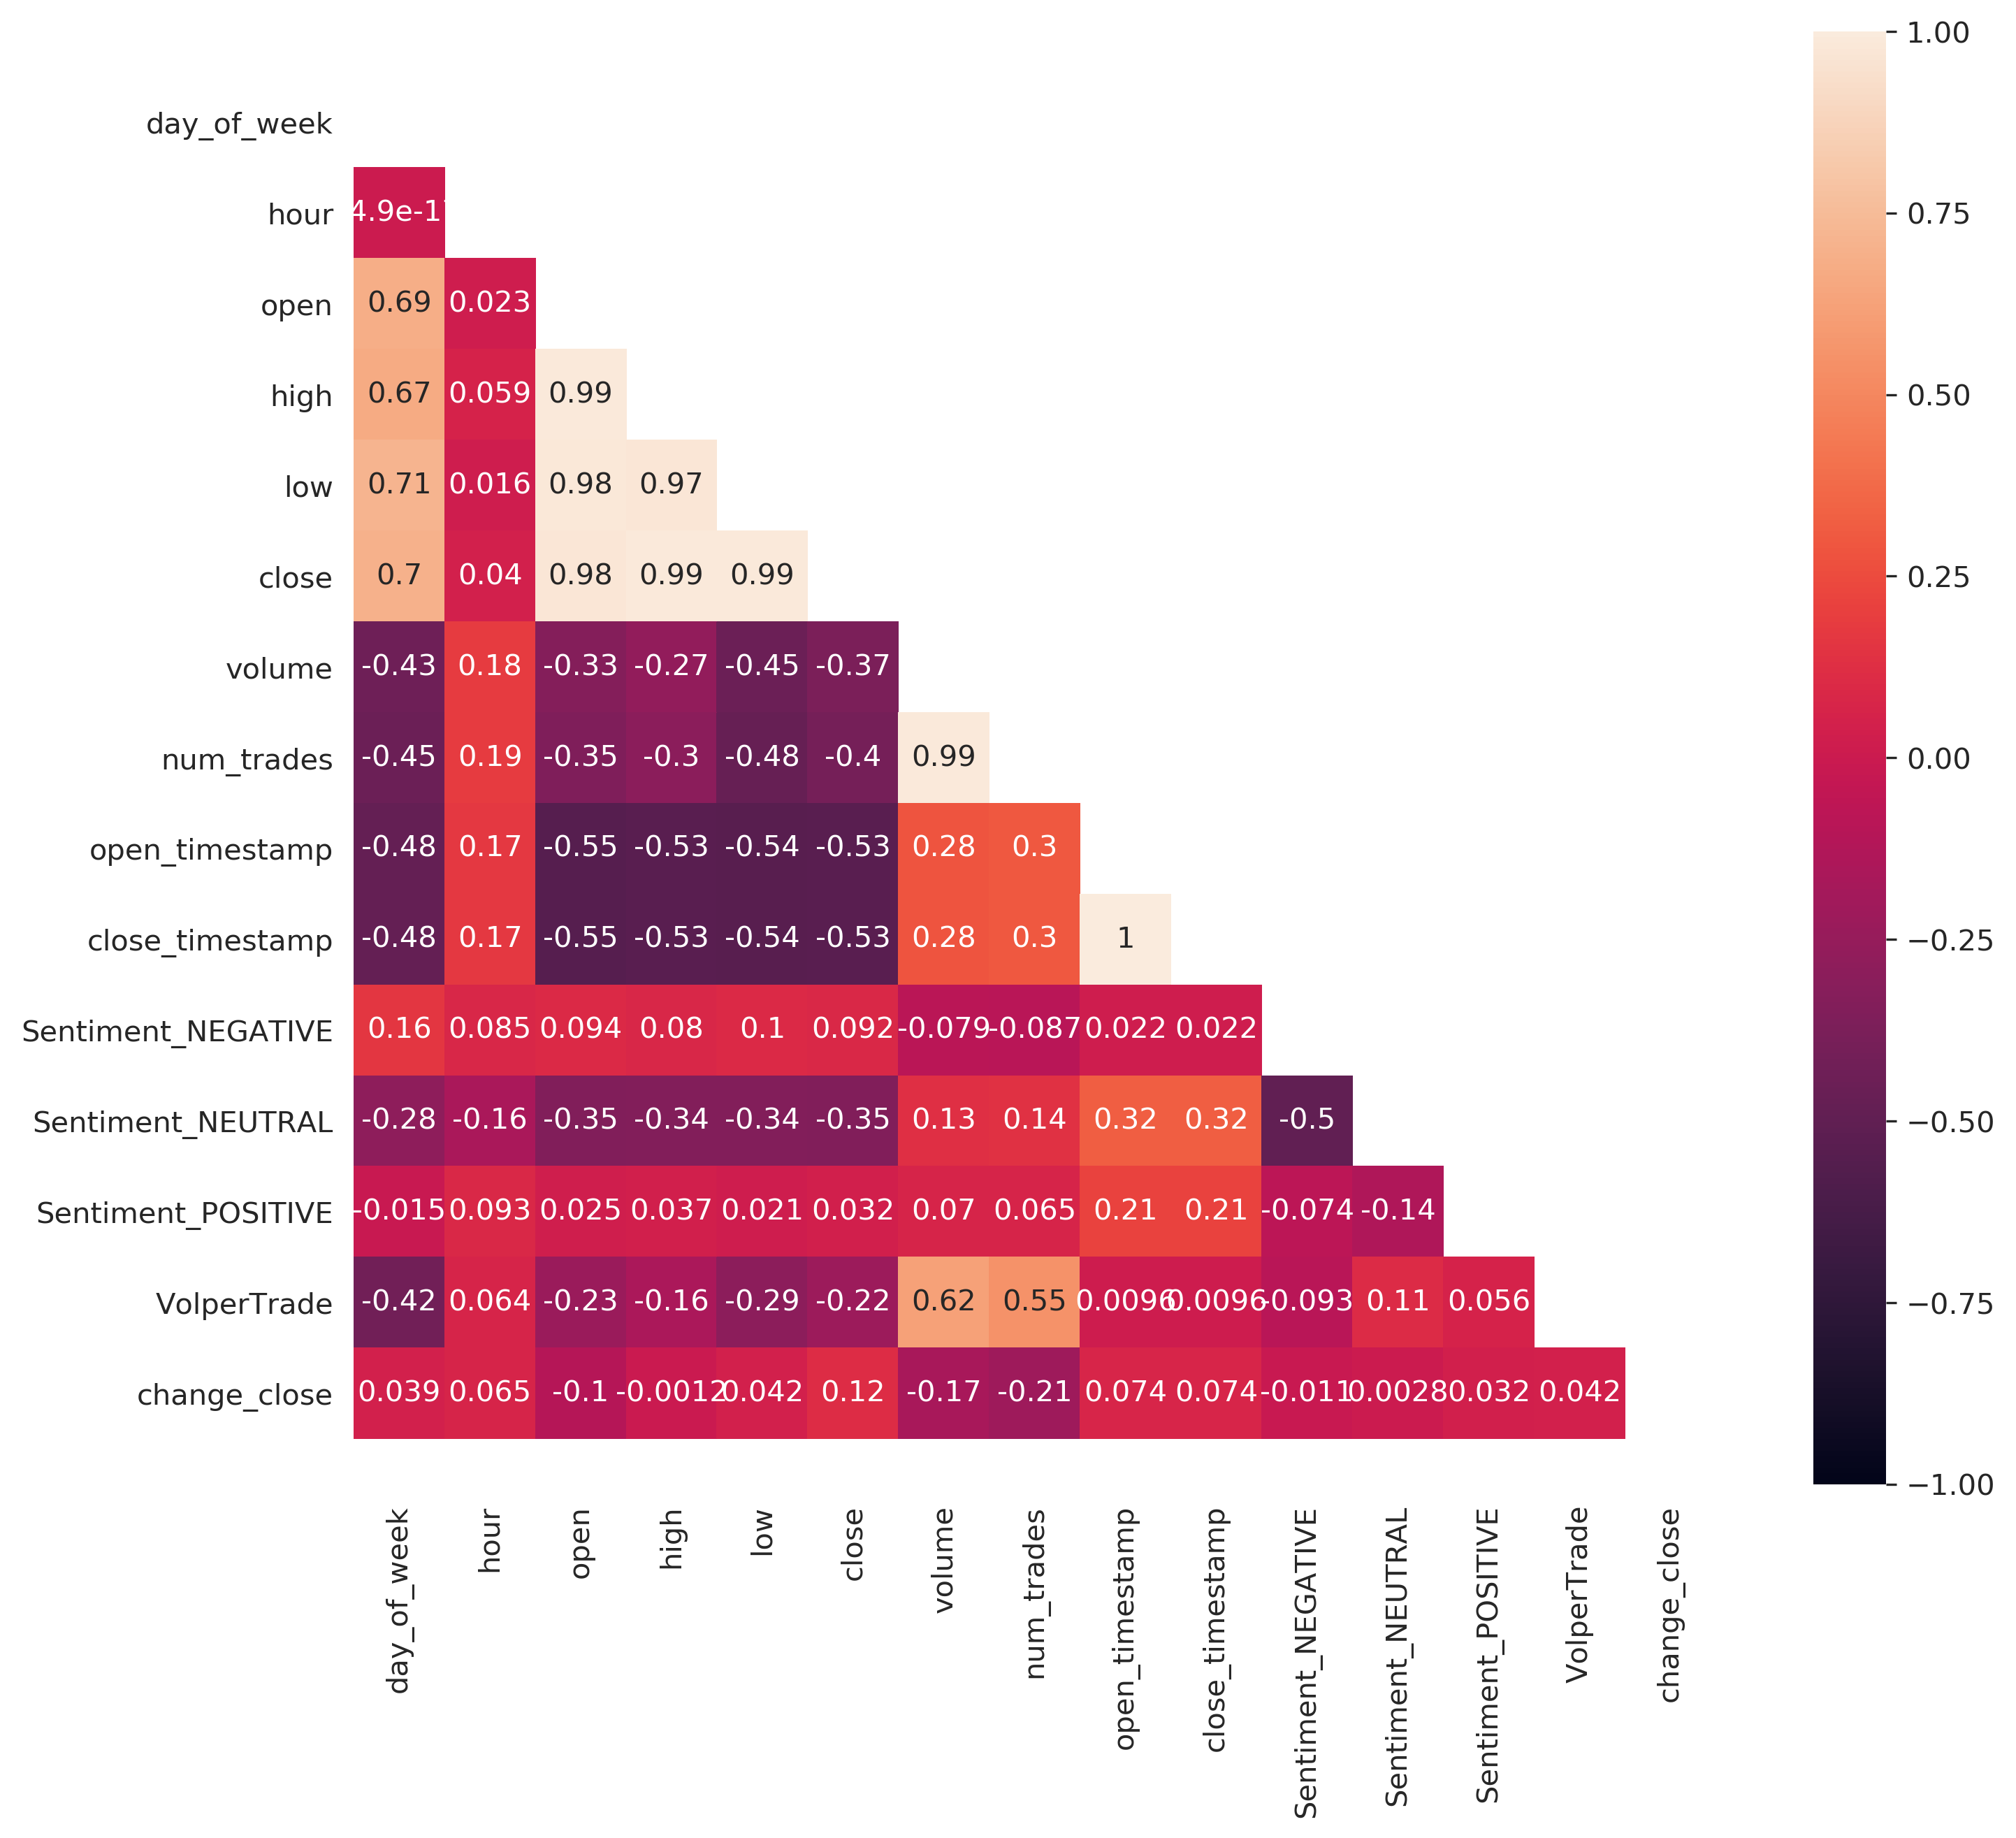 1.00
day_of_week
hour
0.75
open 0.69 0.023
0.50
high 0.67 0.059 0.99
low 0.71 0.016 0.98 0.97
0.25
close 0.7 0.04 0.98 0.99 0.99
volume -0.43 0.18 -0.33 -0.27 -0.45 -0.37
num_trades -0.45 0.19 -0.35 -0.3 -0.48 -0.4 0.99
0.00
open_timestamp -0.48 0.17 -0.55 -0.53 -0.54 -0.53 0.28 0.3
close_timestamp -0.48 0.17 -0.55 -0.53 -0.54 -0.53 0.28 0.3 1
−0.25
Sentiment_NEGATIVE 0.16 0.085 0.094 0.08 0.1 0.092 -0.079 -0.087 0.022 0.022
Sentiment_NEUTRAL -0.28 -0.16 -0.35 -0.34 -0.34 -0.35 0.13 0.14 0.32 0.32 -0.5
−0.50
Sentiment_POSITIVE -0.015 0.093 0.025 0.037 0.021 0.032 0.07 0.065 0.21 0.21 -0.074 -0.14
VolperTrade -0.42 0.064 -0.23 -0.16 -0.29 -0.22 0.62 0.55 0.0096 0.0096 -0.093 0.11 0.056
−0.75
change_close 0.039 0.065 -0.1 -0.0012 0.042 0.12 -0.17 -0.21 0.074 0.074 -0.011 0.0028 -0.032 0.042
−1.00
day_of_week
hour
open
high
low
close
volume
num_trades
open_timestamp
close_timestamp
Sentiment_NEGATIVE
Sentiment_NEUTRAL
Sentiment_POSITIVE
VolperTrade
change_close